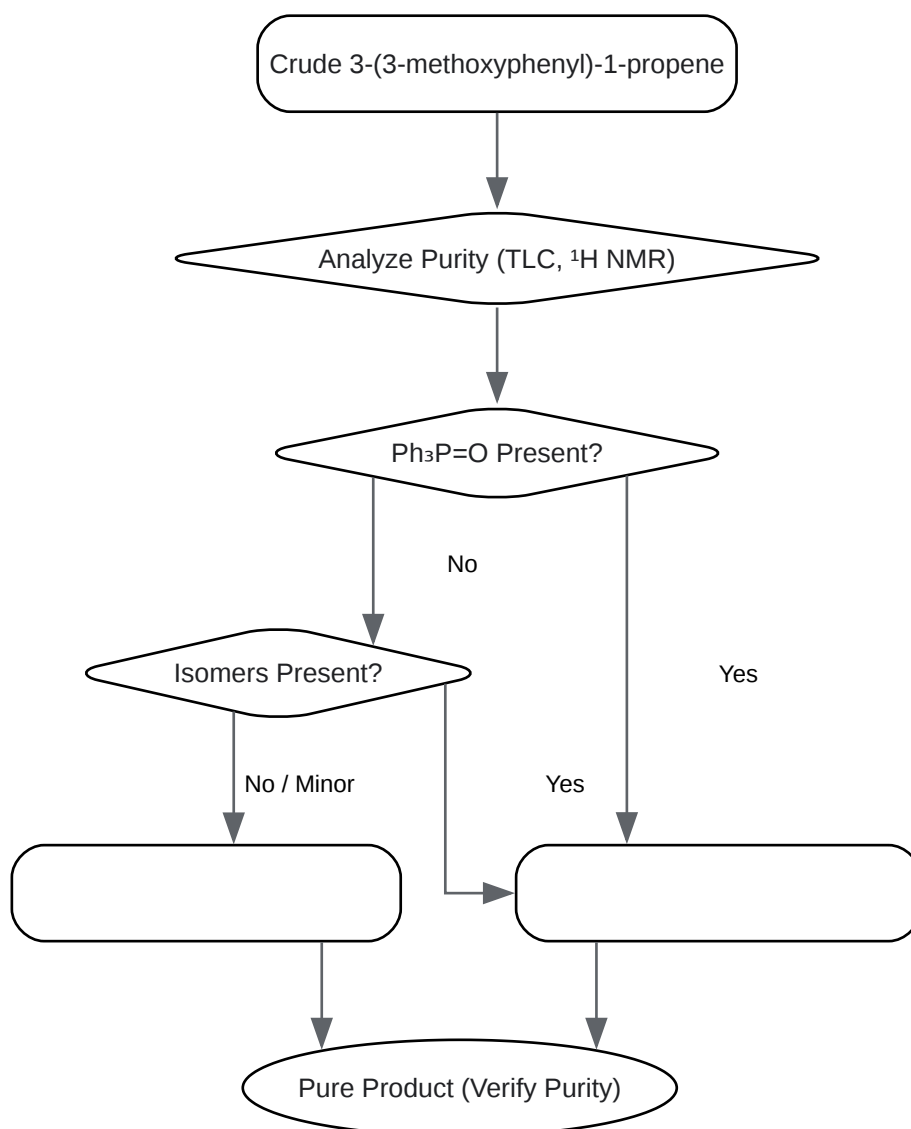 Crude 3-(3-methoxyphenyl)-1-propene
Analyze Purity (TLC, ¹H NMR)
Ph₃P=O Present?
No
Isomers Present?
Yes
No / Minor
Yes
Pure Product (Verify Purity)